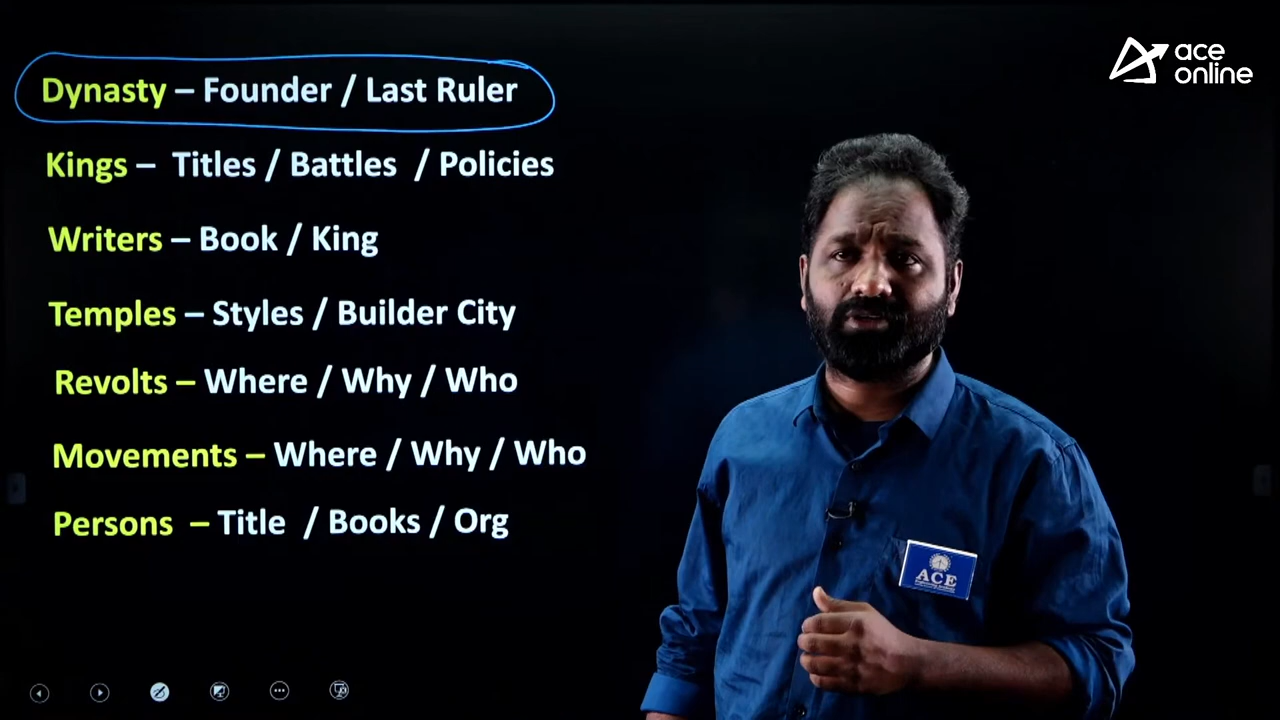 Dynasty – Founder / Last Ruler
Kings – Titles / Battles / Policies
Writers – Book / King
Temples – Styles / Builder City
Revolts – Where / Why / Who
Movements – Where / Why / Who
Persons – Title / Books / Org
ace
online
ACE